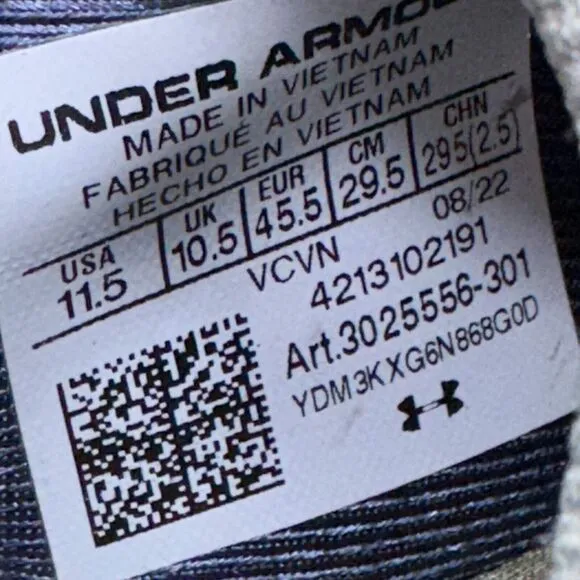 UNDER ARMOU
MADE IN VIETNAM
FABRIQUÉ AU VIETNAM
HECHO EN VIETNAM
USA UK EUR CM CHN
11.5 10.5 45.5 29.5 295(2.5)
VCVN 08/22
4213102191
Art.3025556-301
YDM3KXG6N868G0D